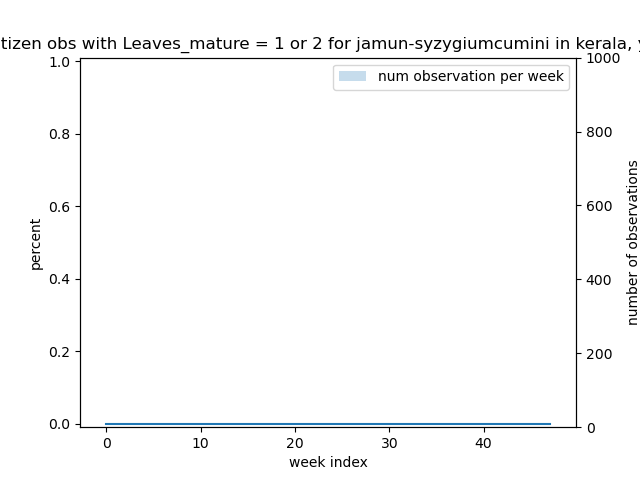 tizen obs with Leaves_mature = 1 or 2 for jamun-syzygiumcumini in kerala,
num observation per week
1.0
0.8
0.6
0.4
0.2
0.0
percent
1000
800
600
400
200
0
number of observations
0 10 20 30 40
week index